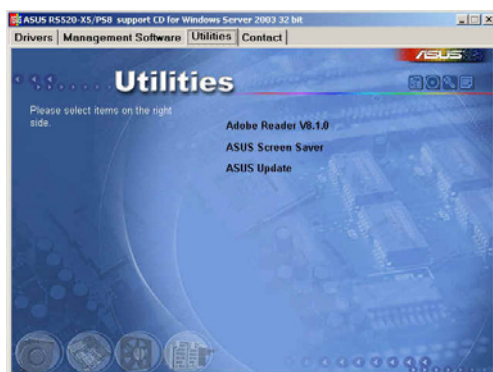 ASUS RS520-X5/PS8 support CD for Windows Server 2003 32 bit
Drivers Management Software Utilities Contact
ASUS
Utilities
Please select items on the right
side.
Adobe Reader V8.1.0
ASUS Screen Saver
ASUS Update